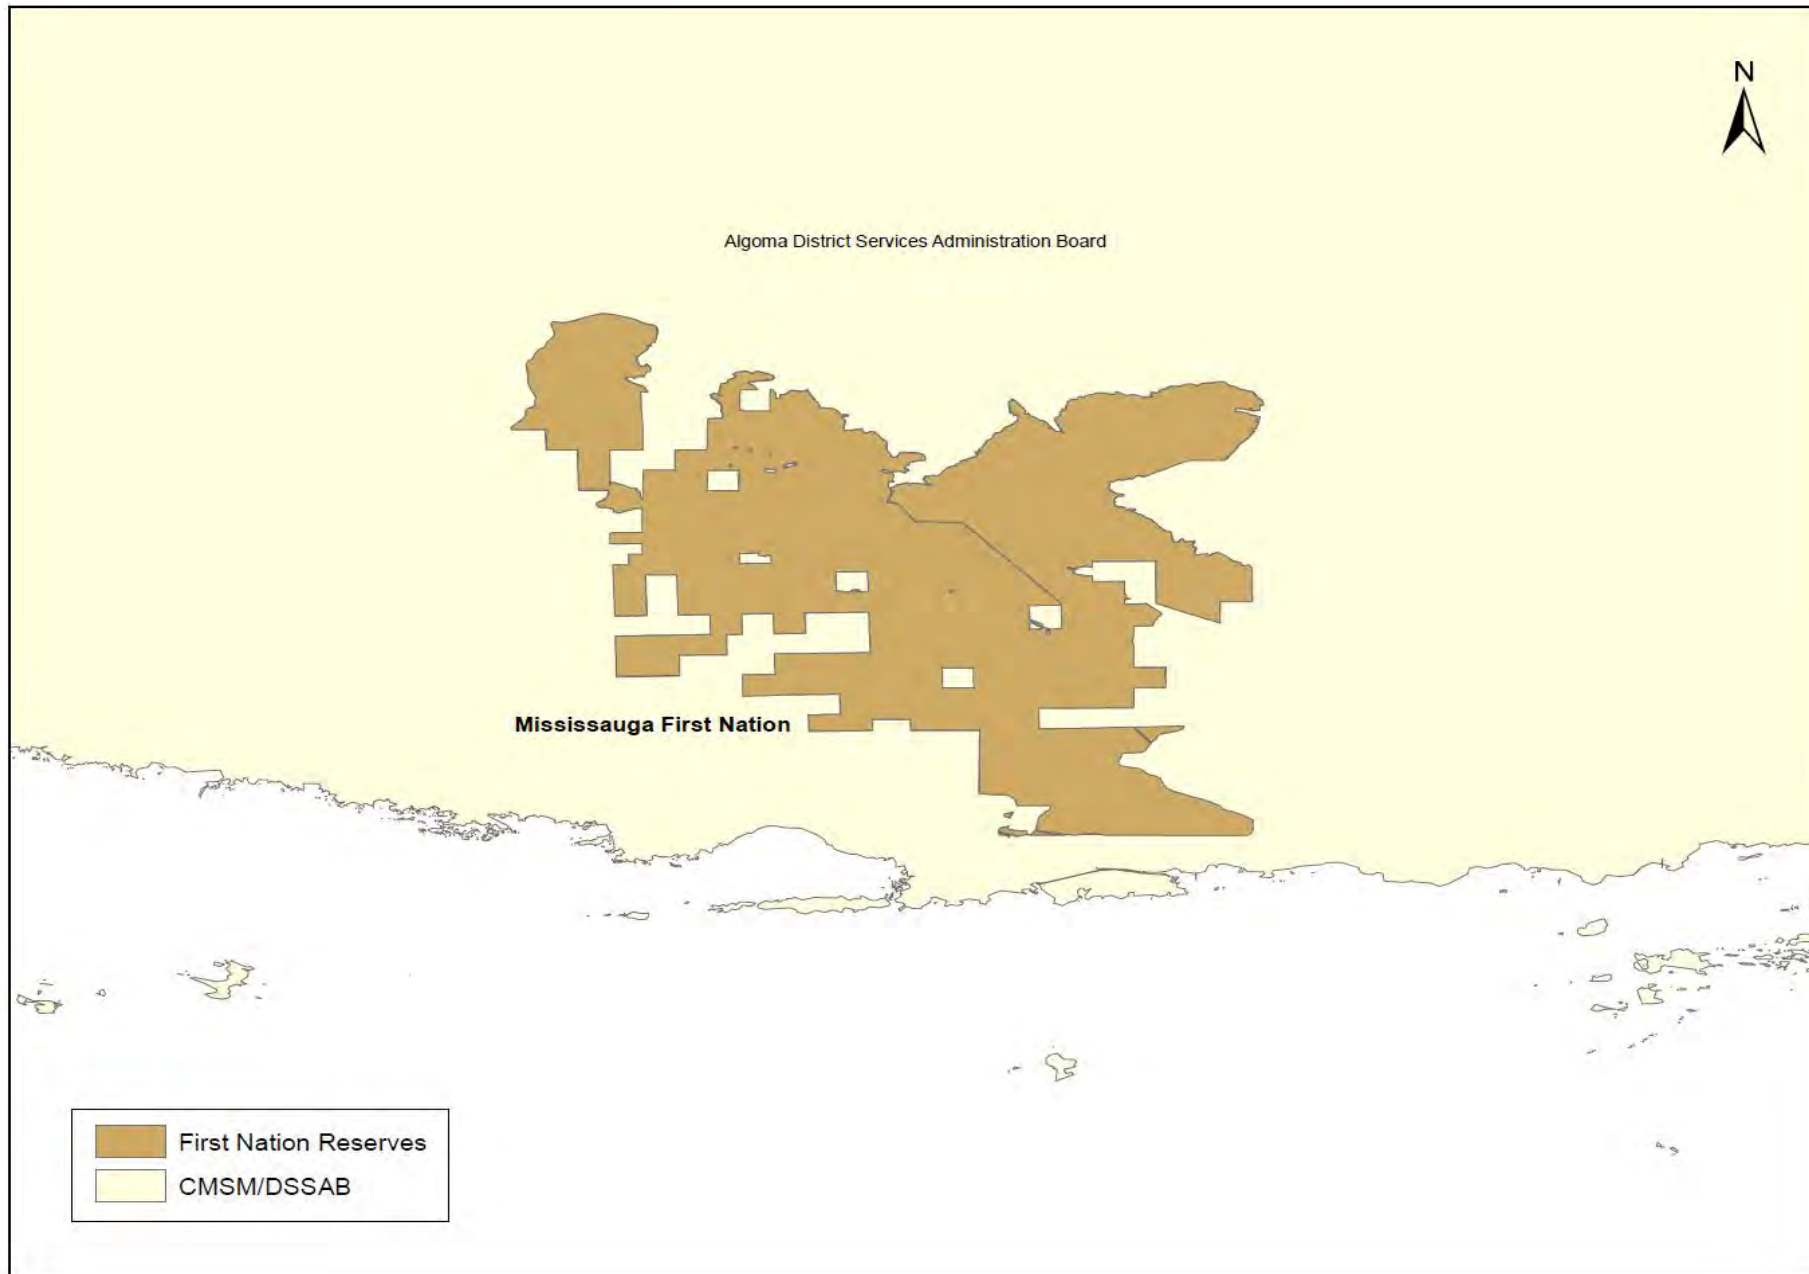 N
Algoma District Services Administration Board
Mississauga First Nation
First Nation Reserves
CMSM/DSSAB